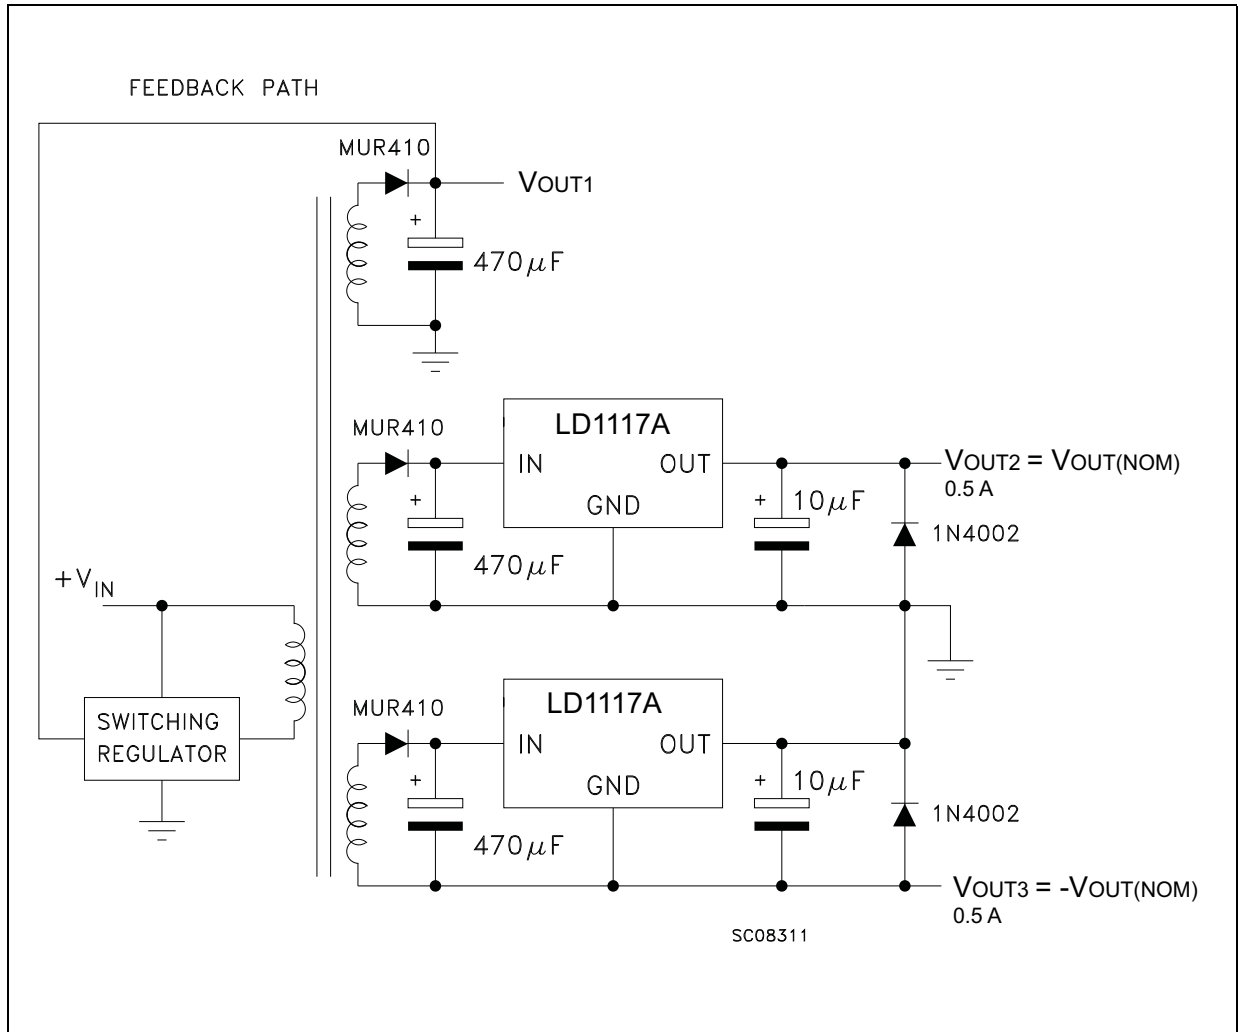 FEEDBACK PATH
MUR410
VOUT1
+
470μF
MUR410
LD1117A
IN
OUT
GND
+
470μF
+
10μF
VOUT2 = VOUT(NOM)
0.5 A
1N4002
+VIN
SWITCHING
REGULATOR
MUR410
LD1117A
IN
OUT
GND
+
470μF
+
10μF
1N4002
VOUT3 = -VOUT(NOM)
0.5 A
SC08311